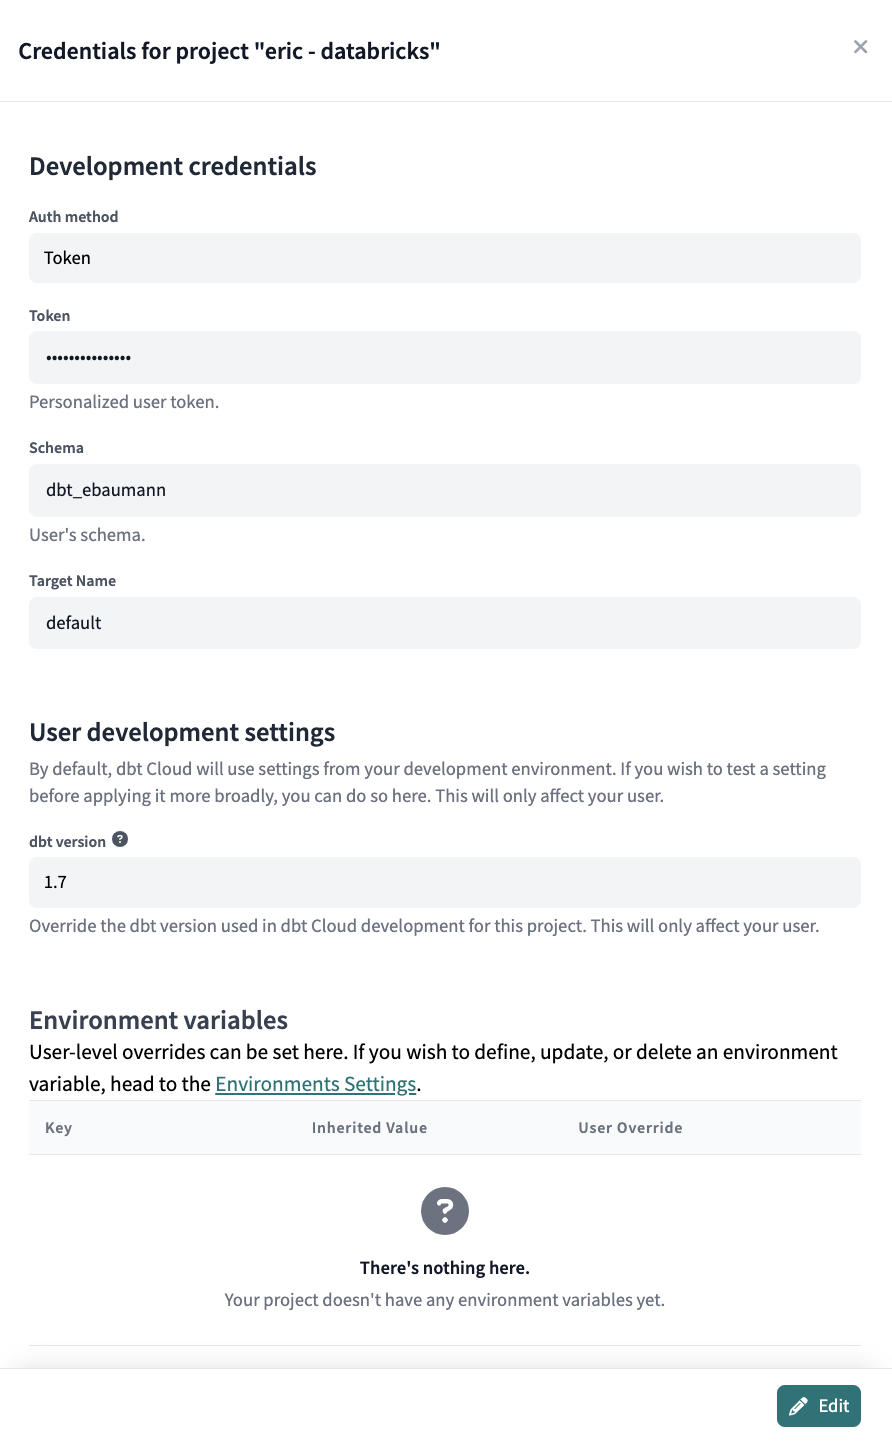 Credentials for project "eric - databricks"
Development credentials
Auth method
Token
Token
•••••••••••••••
Personalized user token.
Schema
dbt_ebaumann
User's schema.
Target Name
default
User development settings
By default, dbt Cloud will use settings from your development environment. If you wish to test a setting
before applying it more broadly, you can do so here. This will only affect your user.
dbt version ?
1.7
Override the dbt version used in dbt Cloud development for this project. This will only affect your user.
Environment variables
User-level overrides can be set here. If you wish to define, update, or delete an environment
variable, head to the Environments Settings.
Key Inherited Value User Override
?
There's nothing here.
Your project doesn't have any environment variables yet.
Edit